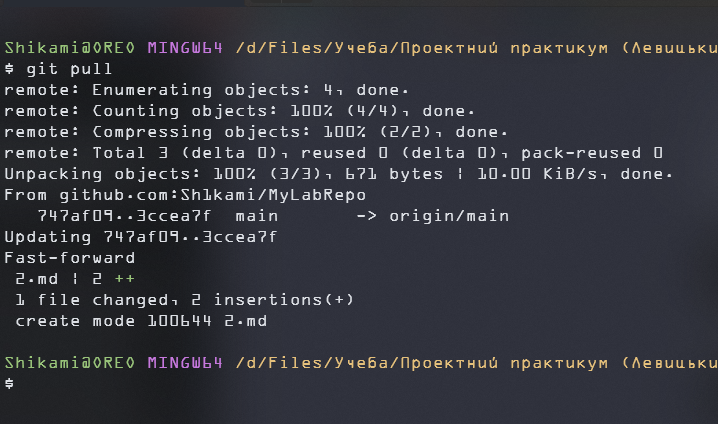 Shikami@OREO MINGW64 /d/Files/Учеба/Проектний практикум (Левицьки
$ git pull
remote: Enumerating objects: 4, done.
remote: Counting objects: 100% (4/4), done.
remote: Compressing objects: 100% (2/2), done.
remote: Total 3 (delta 0), reused 0 (delta 0), pack-reused 0
Unpacking objects: 100% (3/3), 671 bytes | 10.00 KiB/s, done.
From github.com:Sh1kami/MyLabRepo
   747af09..3ccea7f  main       -> origin/main
Updating 747af09..3ccea7f
Fast-forward
 2.md | 2 ++
 1 file changed, 2 insertions(+)
 create mode 100644 2.md
Shikami@OREO MINGW64 /d/Files/Учеба/Проектний практикум (Левицьки
$